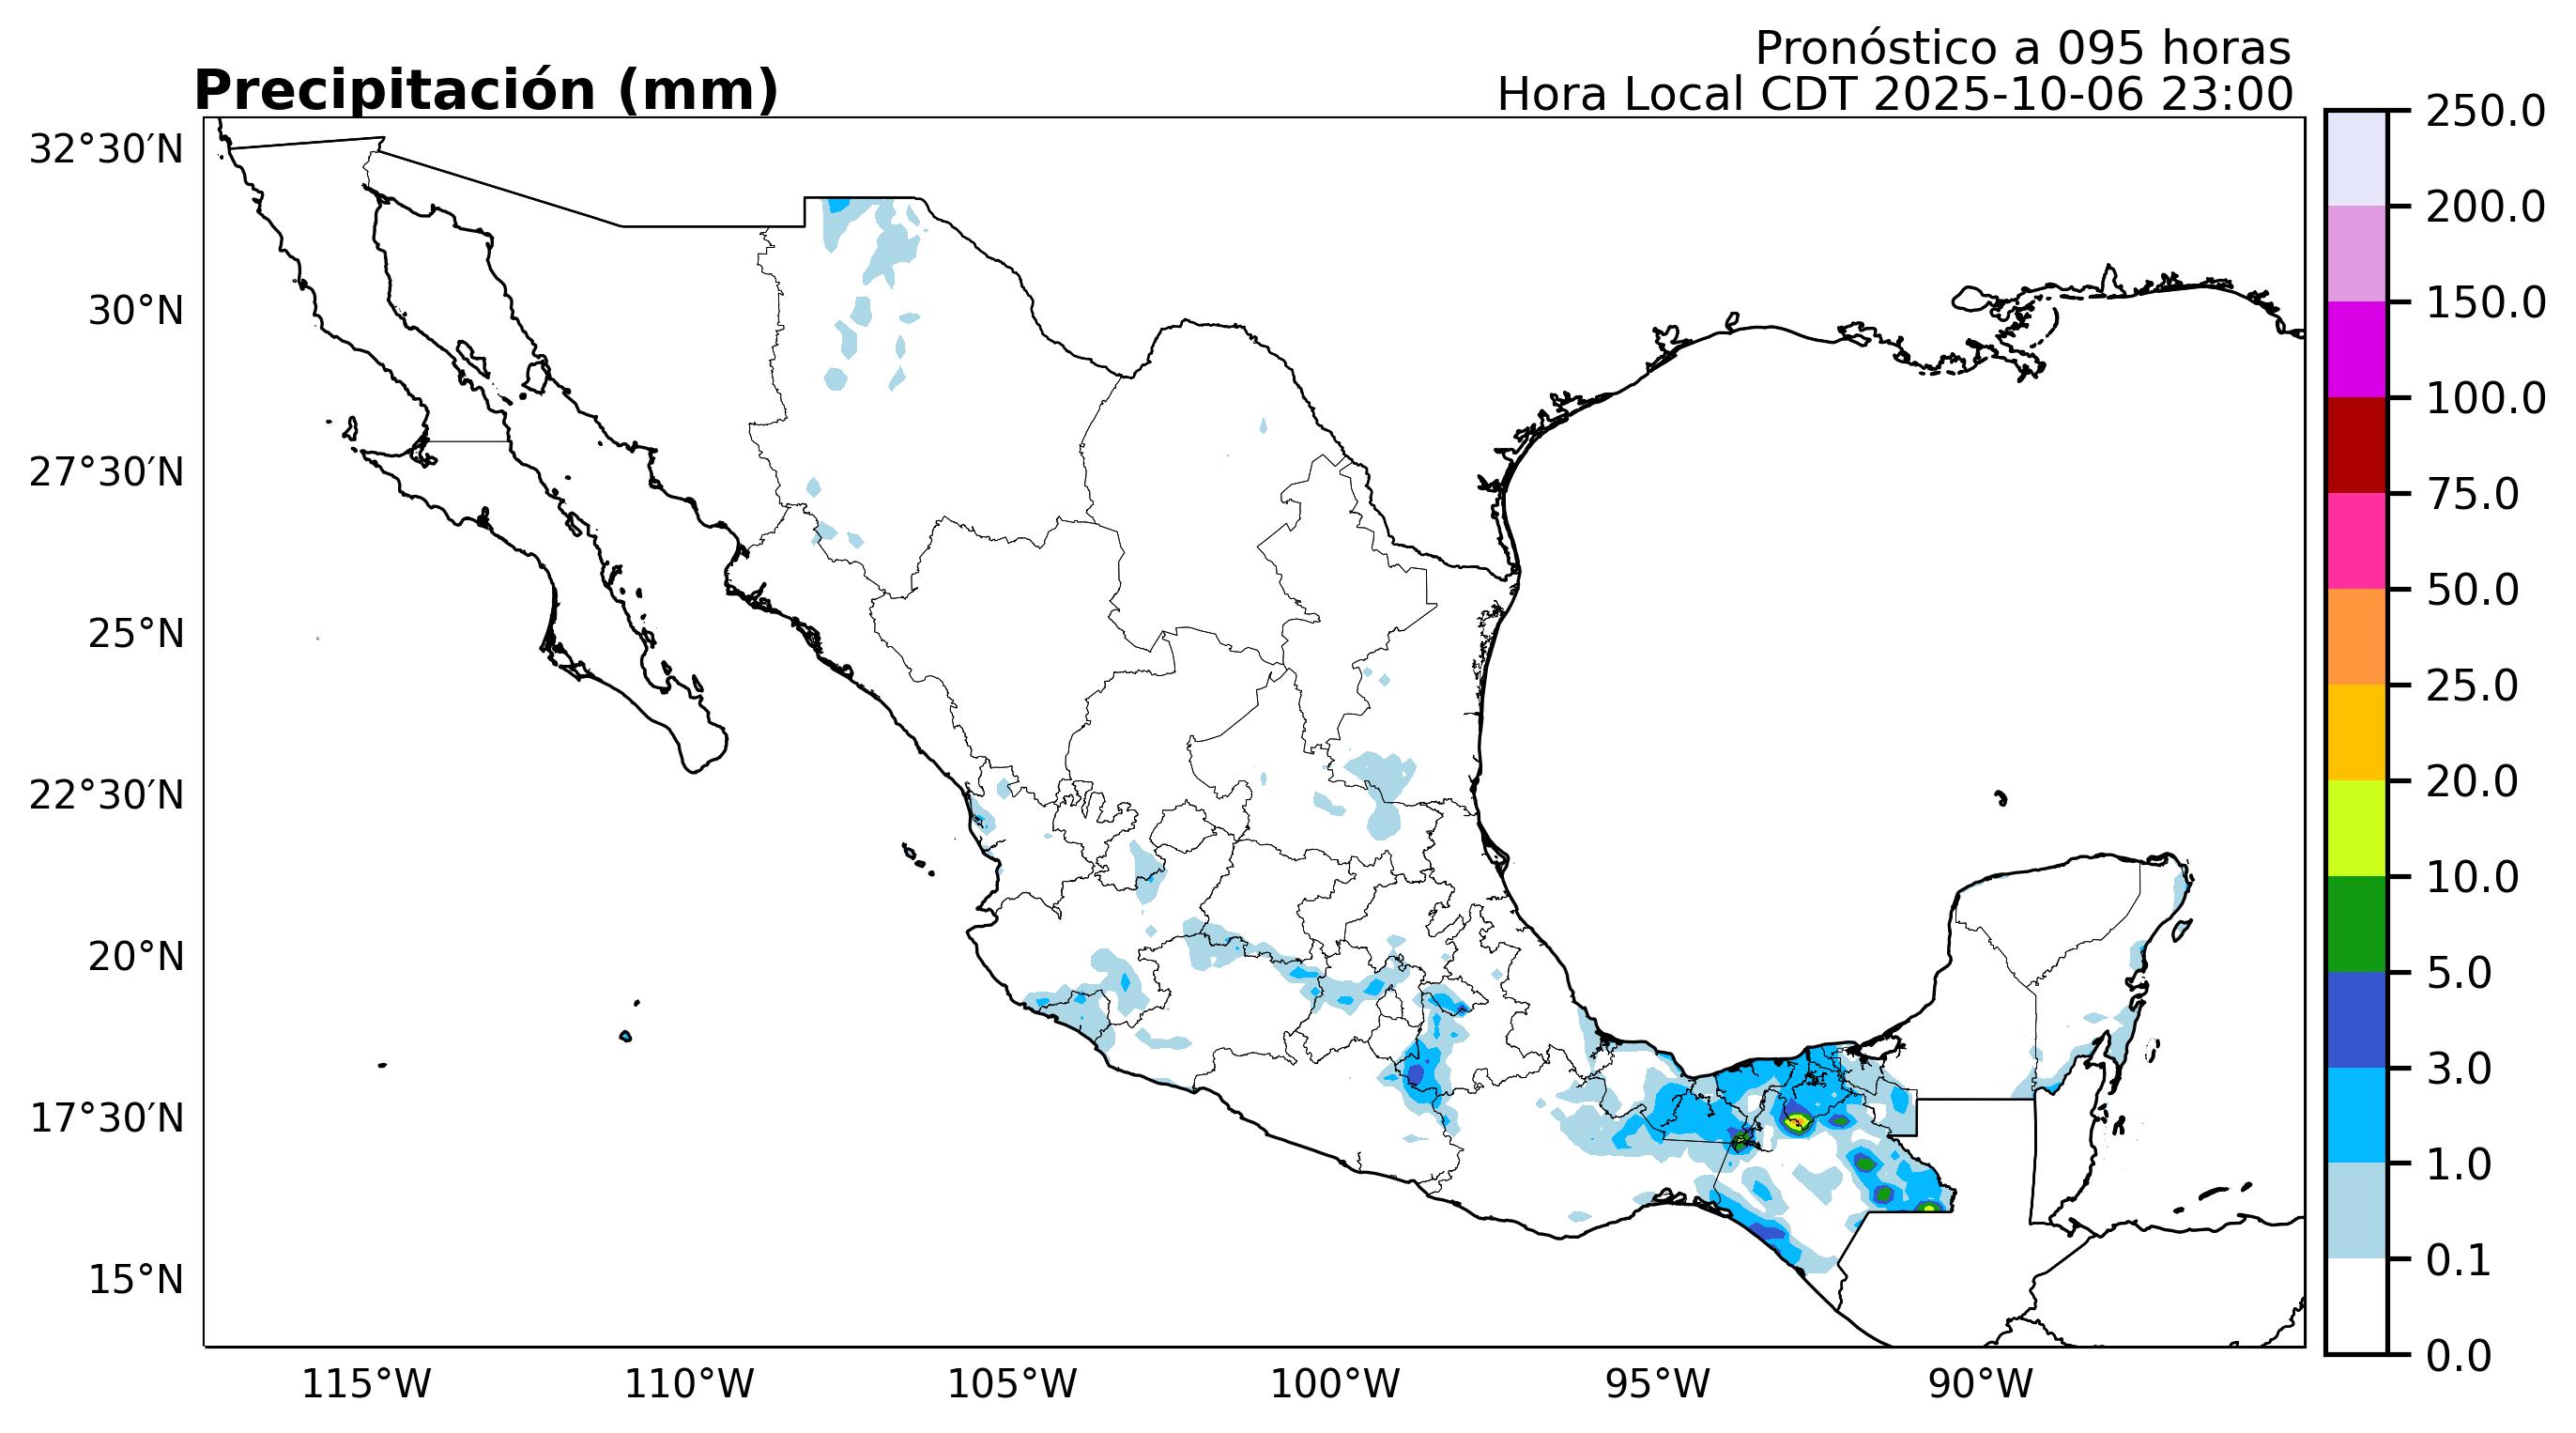 Pronóstico a 095 horas
Precipitación (mm)
Hora Local CDT 2025-10-06 23:00
32°30′N
30°N
27°30′N
25°N
22°30′N
20°N
17°30′N
15°N
115°W
110°W
105°W
100°W
95°W
90°W
250.0
200.0
150.0
100.0
75.0
50.0
25.0
20.0
10.0
5.0
3.0
1.0
0.1
0.0